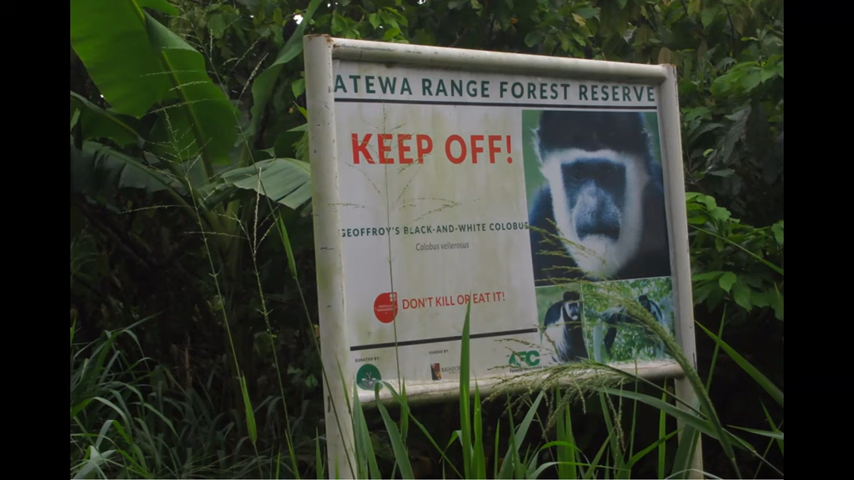 ATEWA RANGE FOREST RESERVE
KEEP OFF!
GEOFFROY'S BLACK-AND-WHITE COLOBUS
Colobus vellerosus
DON'T KILL OR EAT IT!